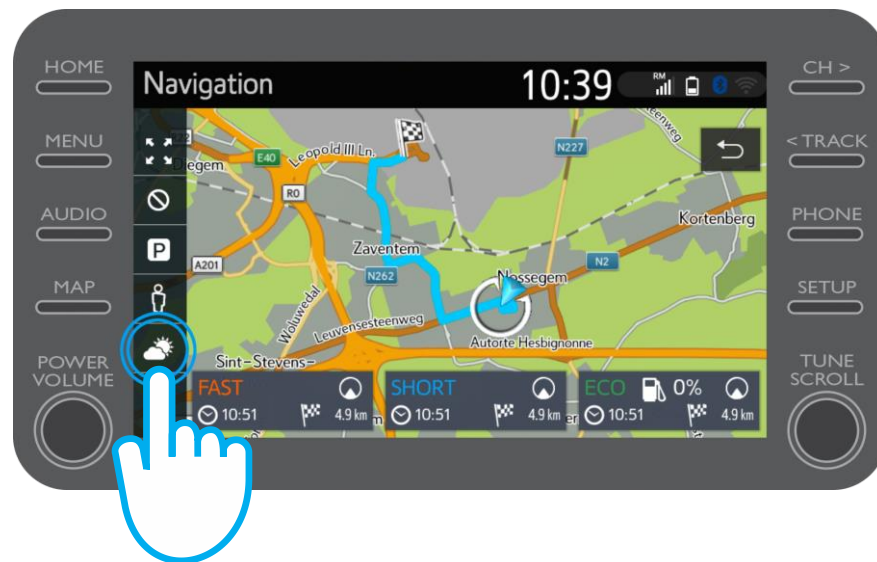 HOME
MENU
AUDIO
MAP
POWER
VOLUME
Navigation
10:39
RM
E40
Leopold III Ln.
N227
egem
R0
Kortenberg
P
A201
Zaventem
N262
N2
Nossegem
Woluwedal
Leuvensesteenweg
Autorte Hesbignonne
Sint-Stevens-
FAST
10:51
4.9 km
SHORT
10:51
4.9 km
ECO
0%
10:51
4.9 km
CH >
< TRACK
PHONE
SETUP
TUNE
SCROLL